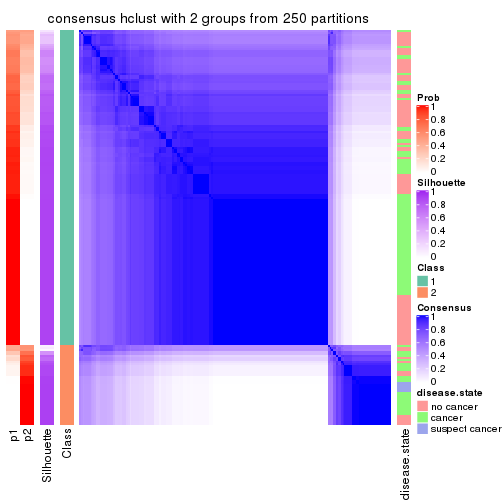 consensus hclust with 2 groups from 250 partitions
Prob
1
0.8
0.6
0.4
0.2
0
Silhouette
1
0.8
0.6
0.4
0.2
0
Class
1
2
Consensus
1
0.8
0.6
0.4
0.2
0
disease.state
no cancer
cancer
suspect cancer
p1
p2
Silhouette
Class
disease.state